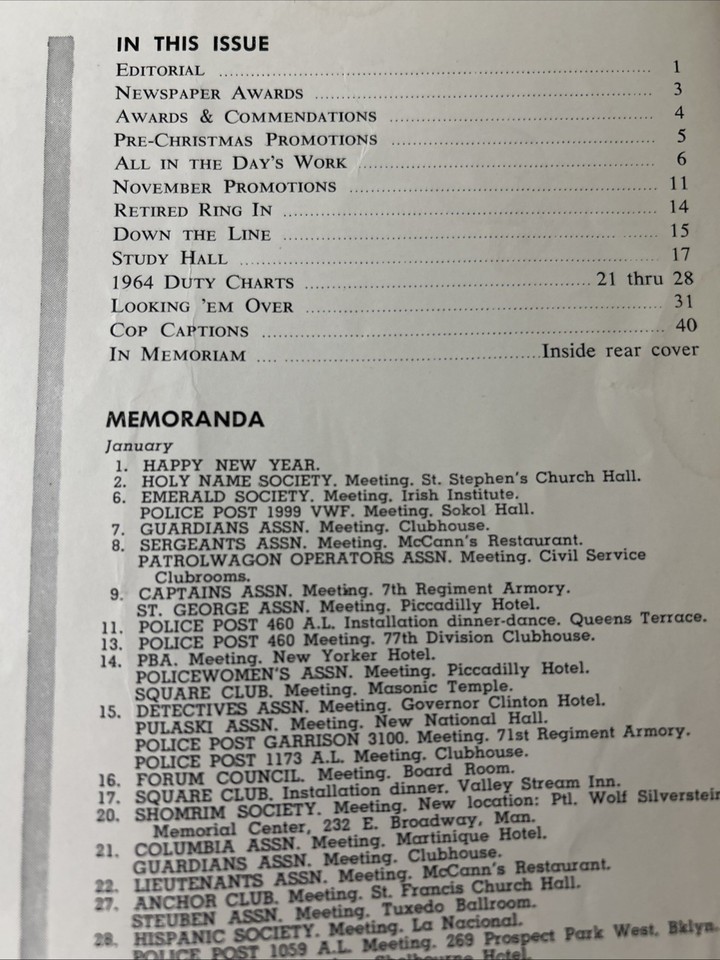 IN THIS ISSUE
EDITORIAL ........ 1
NEWSPAPER AWARDS ........ 3
AWARDS & COMMENDATIONS ........ 4
PRE-CHRISTMAS PROMOTIONS ........ 5
ALL IN THE DAY'S WORK ........ 6
NOVEMBER PROMOTIONS ........ 11
RETIRED RING IN ........ 14
DOWN THE LINE ........ 15
STUDY HALL ........ 17
1964 DUTY CHARTS ........ 21 thru 28
LOOKING 'EM OVER ........ 31
COP CAPTIONS ........ 40
IN MEMORIAM ........ Inside rear cover
MEMORANDA
January
1. HAPPY NEW YEAR.
2. HOLY NAME SOCIETY. Meeting. St. Stephen's Church Hall.
6. EMERALD SOCIETY. Meeting. Irish Institute.
POLICE POST 1999 VWF. Meeting. Sokol Hall.
7. GUARDIANS ASSN. Meeting. Clubhouse.
8. SERGEANTS ASSN. Meeting. McCann's Restaurant.
PATROLWAGON OPERATORS ASSN. Meeting. Civil Service
Clubrooms.
9. CAPTAINS ASSN. Meeting. 7th Regiment Armory.
ST. GEORGE ASSN. Meeting. Piccadilly Hotel.
11. POLICE POST 460 A.L. Installation dinner-dance. Queens Terrace.
13. POLICE POST 460 Meeting. 77th Division Clubhouse.
14. PBA. Meeting. New Yorker Hotel.
POLICEWOMEN'S ASSN. Meeting. Piccadilly Hotel.
SQUARE CLUB. Meeting. Masonic Temple.
15. DETECTIVES ASSN. Meeting. Governor Clinton Hotel.
PULASKI ASSN. Meeting. New National Hall.
POLICE POST GARRISON 3100. Meeting. 71st Regiment Armory.
POLICE POST 1173 A.L. Meeting. Clubhouse.
16. FORUM COUNCIL. Meeting. Board Room.
17. SQUARE CLUB. Installation dinner. Valley Stream Inn.
20. SHOMRIM SOCIETY. Meeting. New location: Ptl. Wolf Silverstein
Memorial Center, 232 E. Broadway, Man.
21. COLUMBIA ASSN. Meeting. Martinique Hotel.
GUARDIANS ASSN. Meeting. Clubhouse.
22. LIEUTENANTS ASSN. Meeting. McCann's Restaurant.
27. ANCHOR CLUB. Meeting. St. Francis Church Hall.
STEUBEN ASSN. Meeting. Tuxedo Ballroom.
28. HISPANIC SOCIETY. Meeting. La Nacional.
POLICE POST 1059 A.L. Meeting. 269 Prospect Park West, Bklyn.
Hotel.